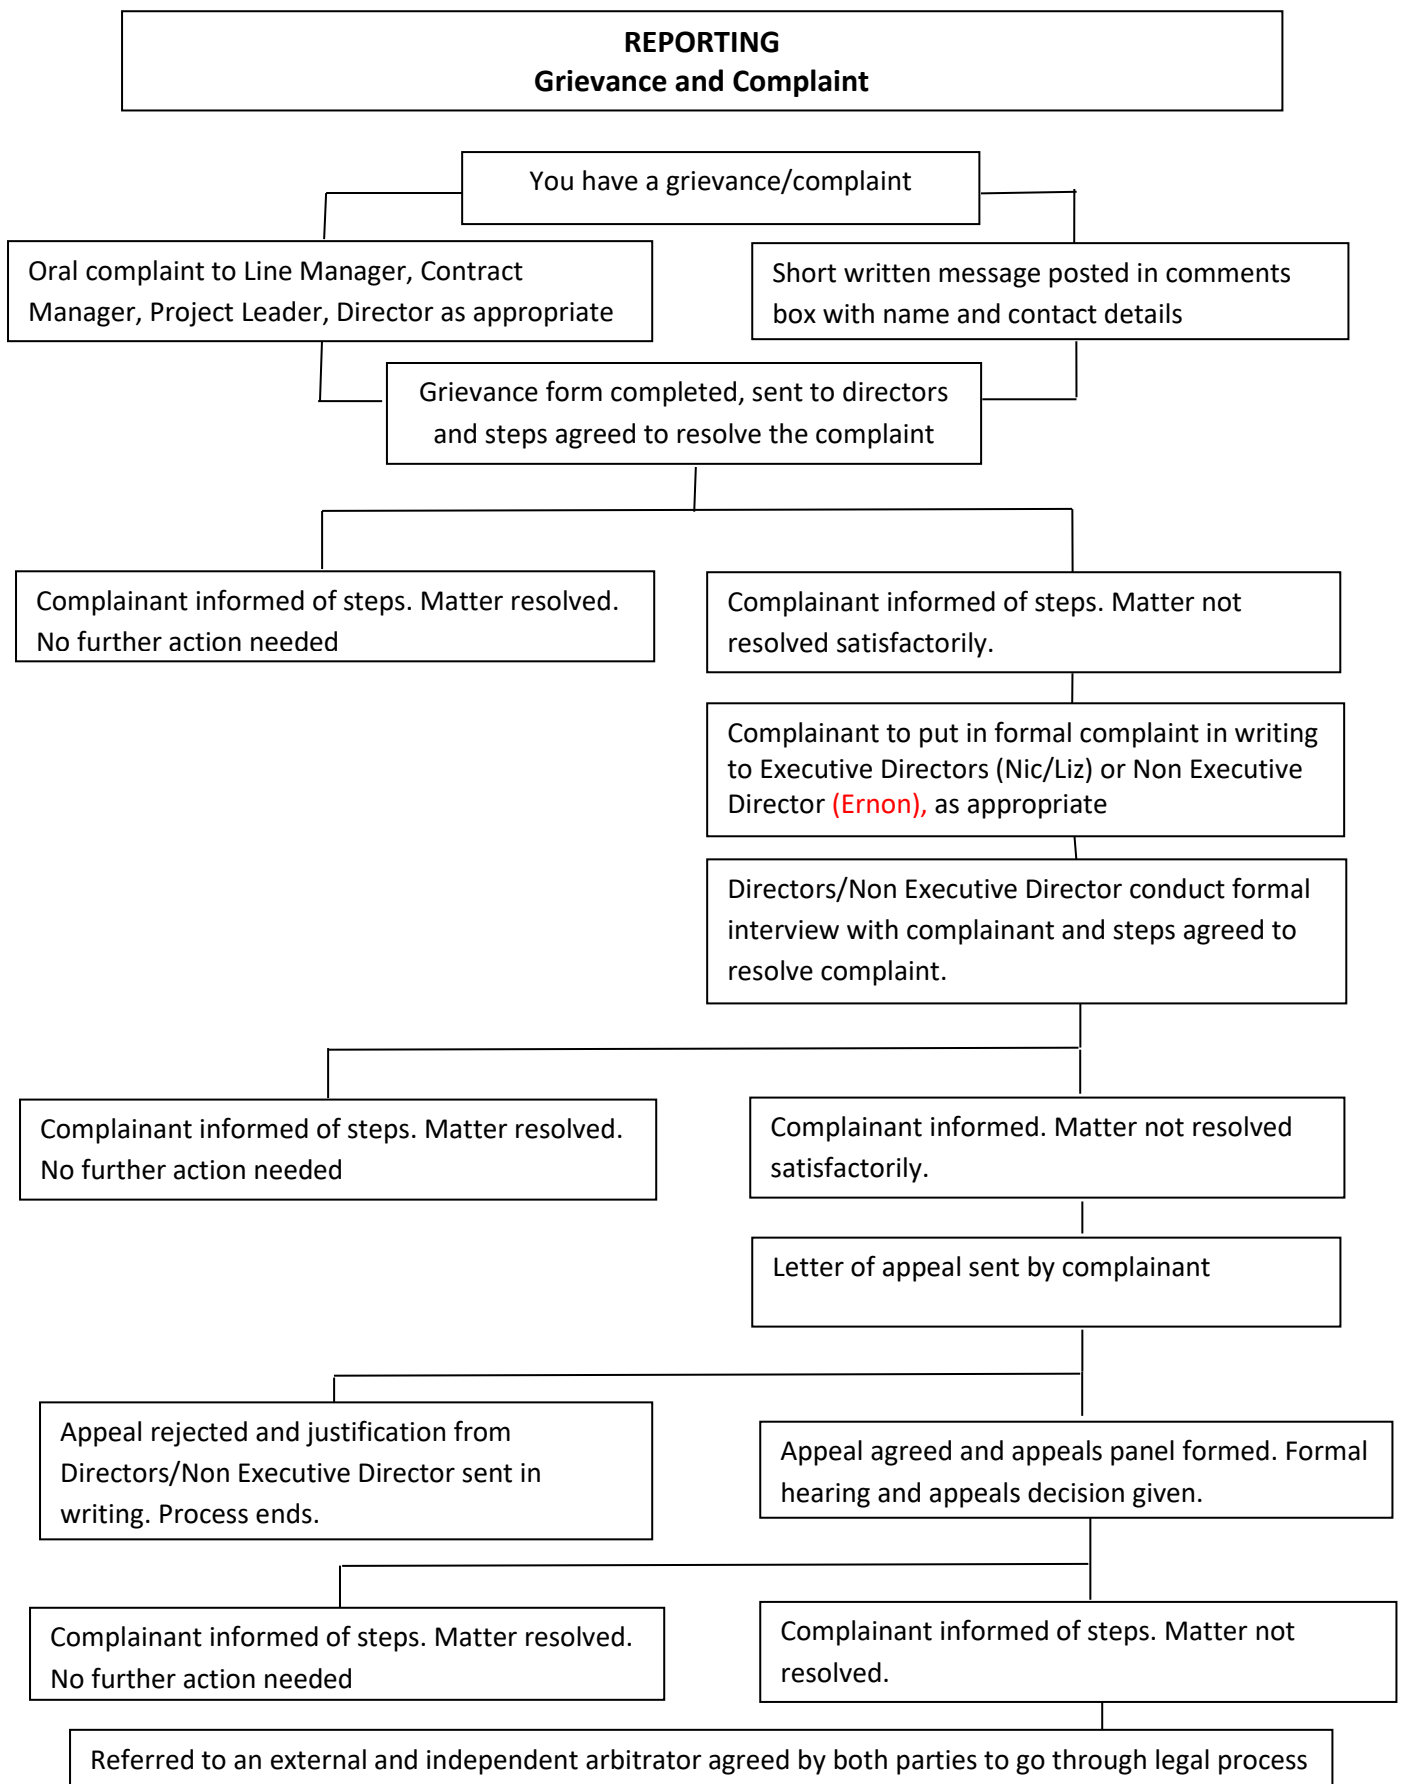 REPORTING
Grievance and Complaint
You have a grievance/complaint
Oral complaint to Line Manager, Contract
Manager, Project Leader, Director as appropriate
Short written message posted in comments
box with name and contact details
Grievance form completed, sent to directors
and steps agreed to resolve the complaint
Complainant informed of steps. Matter resolved.
No further action needed
Complainant informed of steps. Matter not
resolved satisfactorily.
Complainant to put in formal complaint in writing
to Executive Directors (Nic/Liz) or Non Executive
Director (Ernon), as appropriate
Directors/Non Executive Director conduct formal
interview with complainant and steps agreed to
resolve complaint.
Complainant informed of steps. Matter resolved.
No further action needed
Complainant informed. Matter not resolved
satisfactorily.
Letter of appeal sent by complainant
Appeal rejected and justification from
Directors/Non Executive Director sent in
writing. Process ends.
Appeal agreed and appeals panel formed. Formal
hearing and appeals decision given.
Complainant informed of steps. Matter resolved.
No further action needed
Complainant informed of steps. Matter not
resolved.
Referred to an external and independent arbitrator agreed by both parties to go through legal process